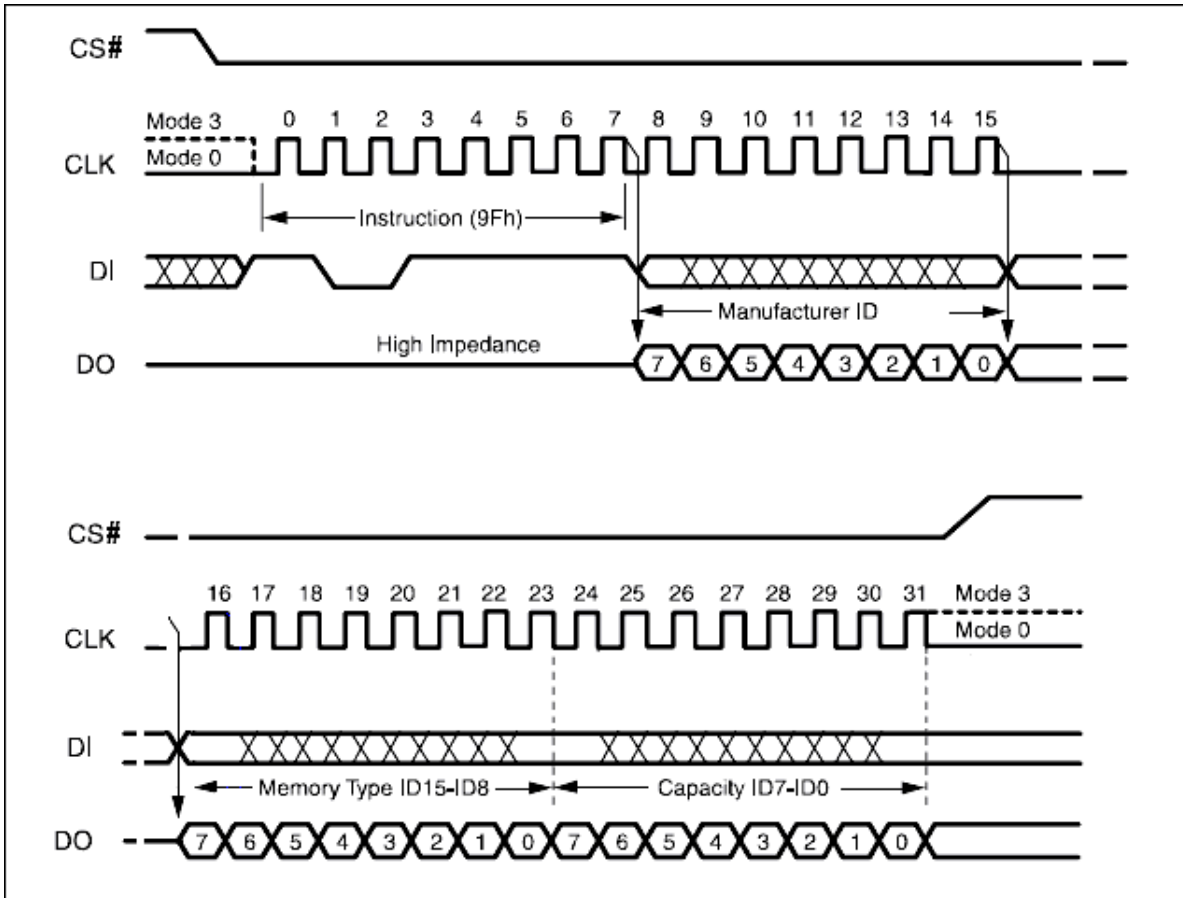 CS#
Mode 3
0 1 2 3 4 5 6 7 8 9 10 11 12 13 14 15
CLK
Mode 0
Instruction (9Fh)
DI
Manufacturer ID
High Impedance
DO
7 6 5 4 3 2 1 0
CS#
16 17 18 19 20 21 22 23 24 25 26 27 28 29 30 31
Mode 3
CLK
Mode 0
DI
Memory Type ID15-ID8
Capacity ID7-ID0
DO
7 6 5 4 3 2 1 0 7 6 5 4 3 2 1 0